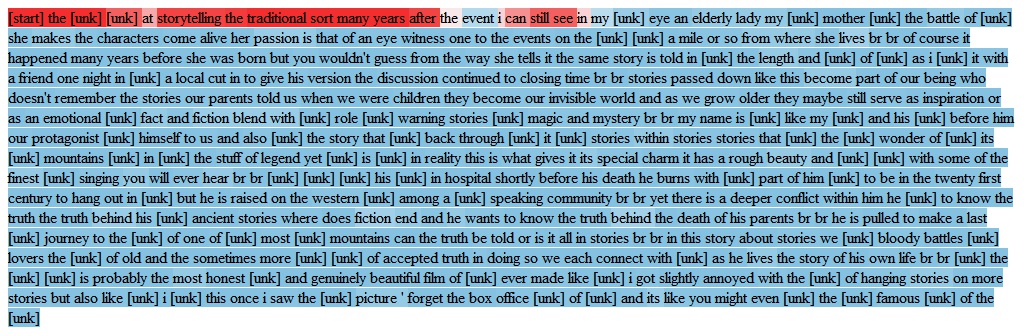 [start] the [unk] [unk] at storytelling the traditional sort many years after the event i can still see in my [unk] eye an elderly lady my [unk] mother [unk] the battle of [unk]
she makes the characters come alive her passion is that of an eye witness one to the events on the [unk] [unk] a mile or so from where she lives br br of course it
happened many years before she was born but you wouldn't guess from the way she tells it the same story is told in [unk] the length and [unk] of [unk] as i [unk] it with
a friend one night in [unk] a local cut in to give his version the discussion continued to closing time br br stories passed down like this become part of our being who
doesn't remember the stories our parents told us when we were children they become our invisible world and as we grow older they maybe still serve as inspiration or
as an emotional [unk] fact and fiction blend with [unk] role [unk] warning stories [unk] magic and mystery br br my name is [unk] like my [unk] and his [unk] before him
our protagonist [unk] himself to us and also [unk] the story that [unk] back through [unk] it [unk] stories within stories stories that [unk] the [unk] wonder of [unk] its
[unk] mountains [unk] in [unk] the stuff of legend yet [unk] is [unk] in reality this is what gives it its special charm it has a rough beauty and [unk] [unk] with some of the
finest [unk] singing you will ever hear br br [unk] [unk] [unk] his [unk] in hospital shortly before his death he burns with [unk] part of him [unk] to be in the twenty first
century to hang out in [unk] but he is raised on the western [unk] among a [unk] speaking community br br yet there is a deeper conflict within him he [unk] to know the
truth the truth behind his [unk] ancient stories where does fiction end and he wants to know the truth behind the death of his parents br br he is pulled to make a last
[unk] journey to the [unk] of one of [unk] most [unk] mountains can the truth be told or is it all in stories br br in this story about stories we [unk] bloody battles [unk]
lovers the [unk] of old and the sometimes more [unk] [unk] of accepted truth in doing so we each connect with [unk] as he lives the story of his own life br br [unk] the
[unk] [unk] is probably the most honest [unk] and genuinely beautiful film of [unk] ever made like [unk] i got slightly annoyed with the [unk] of hanging stories on more
stories but also like [unk] i [unk] this once i saw the [unk] picture ' forget the box office [unk] of [unk] and its like you might even [unk] the [unk] famous [unk] of the
[unk]